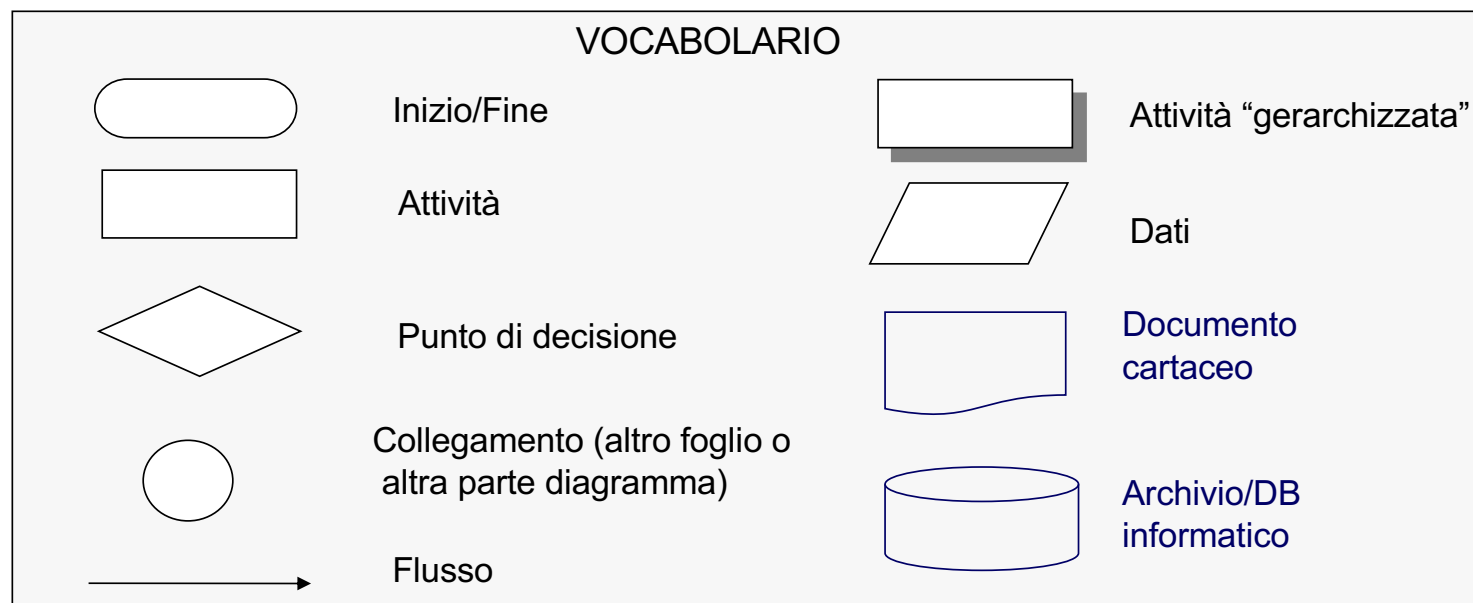 VOCABOLARIO
Inizio/Fine
Attività
Punto di decisione
Collegamento (altro foglio o
altra parte diagramma)
Flusso
Attività “gerarchizzata”
Dati
Documento
cartaceo
Archivio/DB
informatico